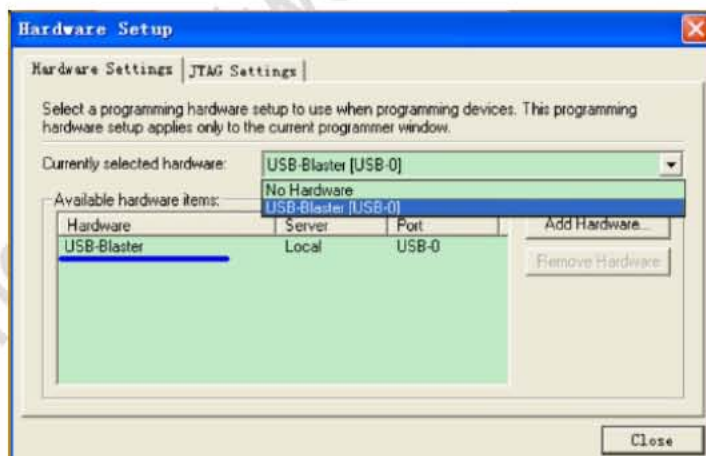 Hardware Setup
Hardware Settings JTAG Settings
Select a programming hardware setup to use when programming devices. This programming
hardware setup applies only to the current programmer window.
Currently selected hardware: USB-Blaster [USB-0]
No Hardware
USB-Blaster [USB-0]
Available hardware items:
Hardware Server Port
USB-Blaster Local USB-0
Add Hardware...
Remove Hardware
Close